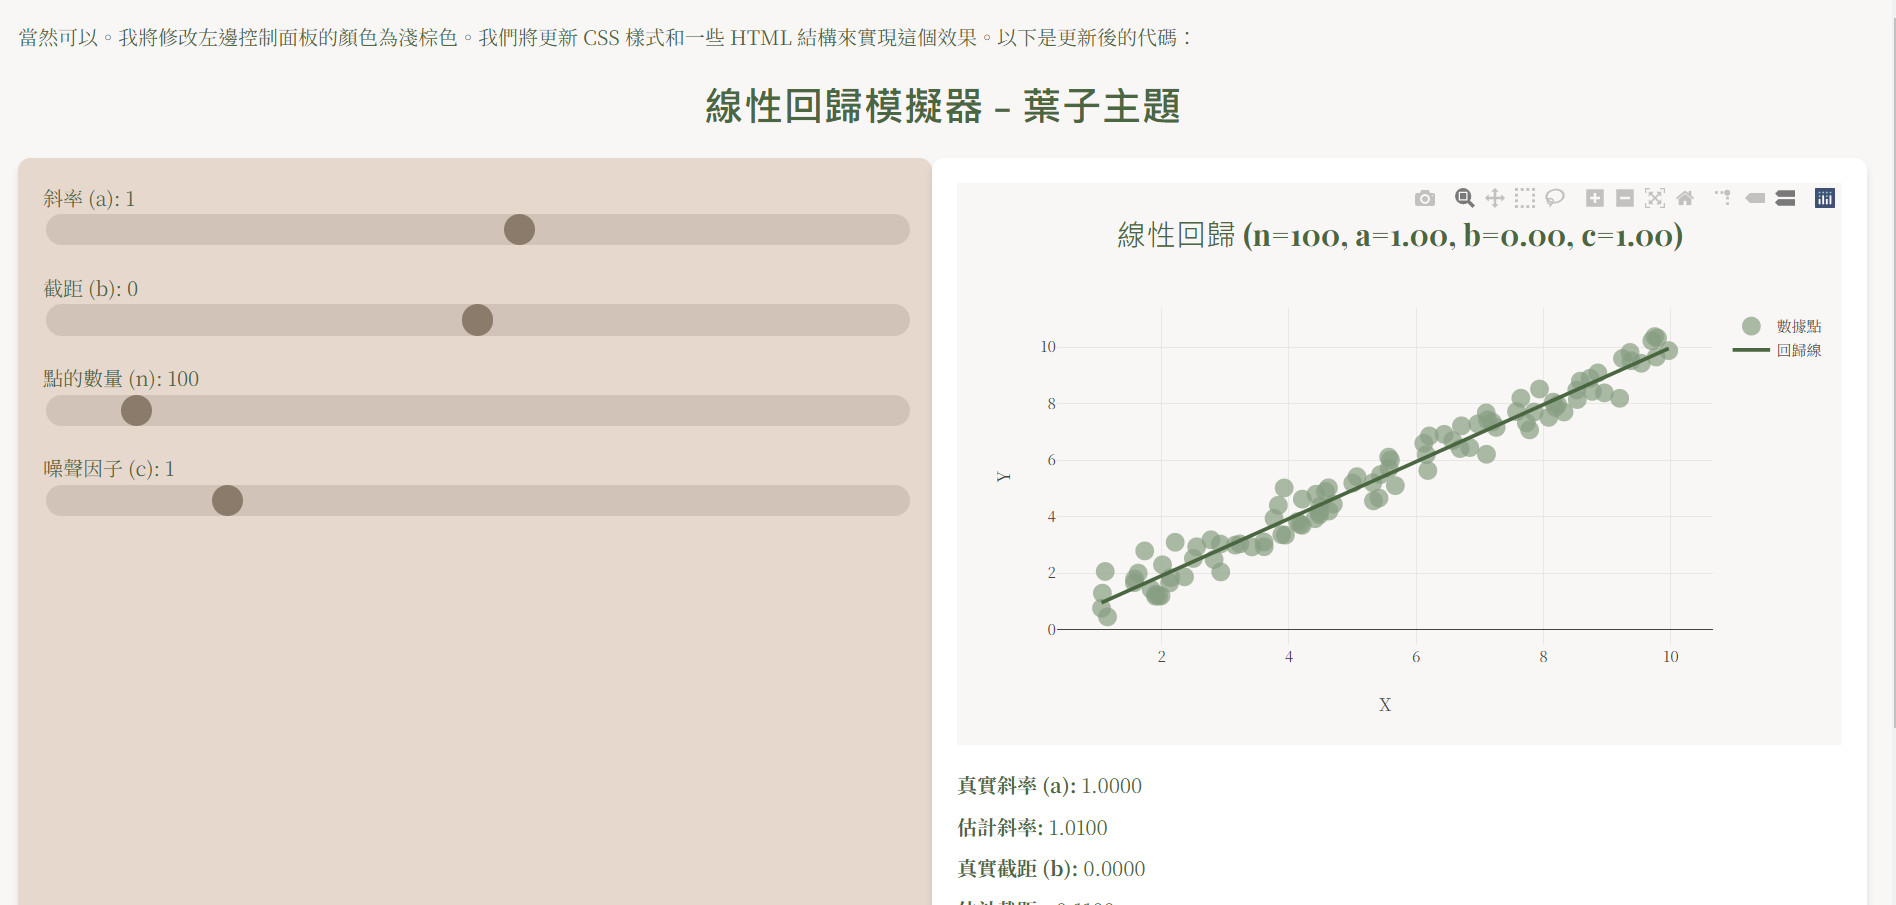 當然可以。我將修改左邊控制面板的顏色為淺棕色。我們將更新 CSS 樣式和一些 HTML 結構來實現這個效果。以下是更新後的代碼：
線性回歸模擬器 – 葉子主題
斜率 (a): 1
截距 (b): 0
點的數量 (n): 100
噪聲因子 (c): 1
線性回歸 (n=100, a=1.00, b=0.00, c=1.00)
數據點
回歸線
10
8
6
4
2
0
Y
2 4 6 8 10
X
真實斜率 (a): 1.0000
估計斜率: 1.0100
真實截距 (b): 0.0000